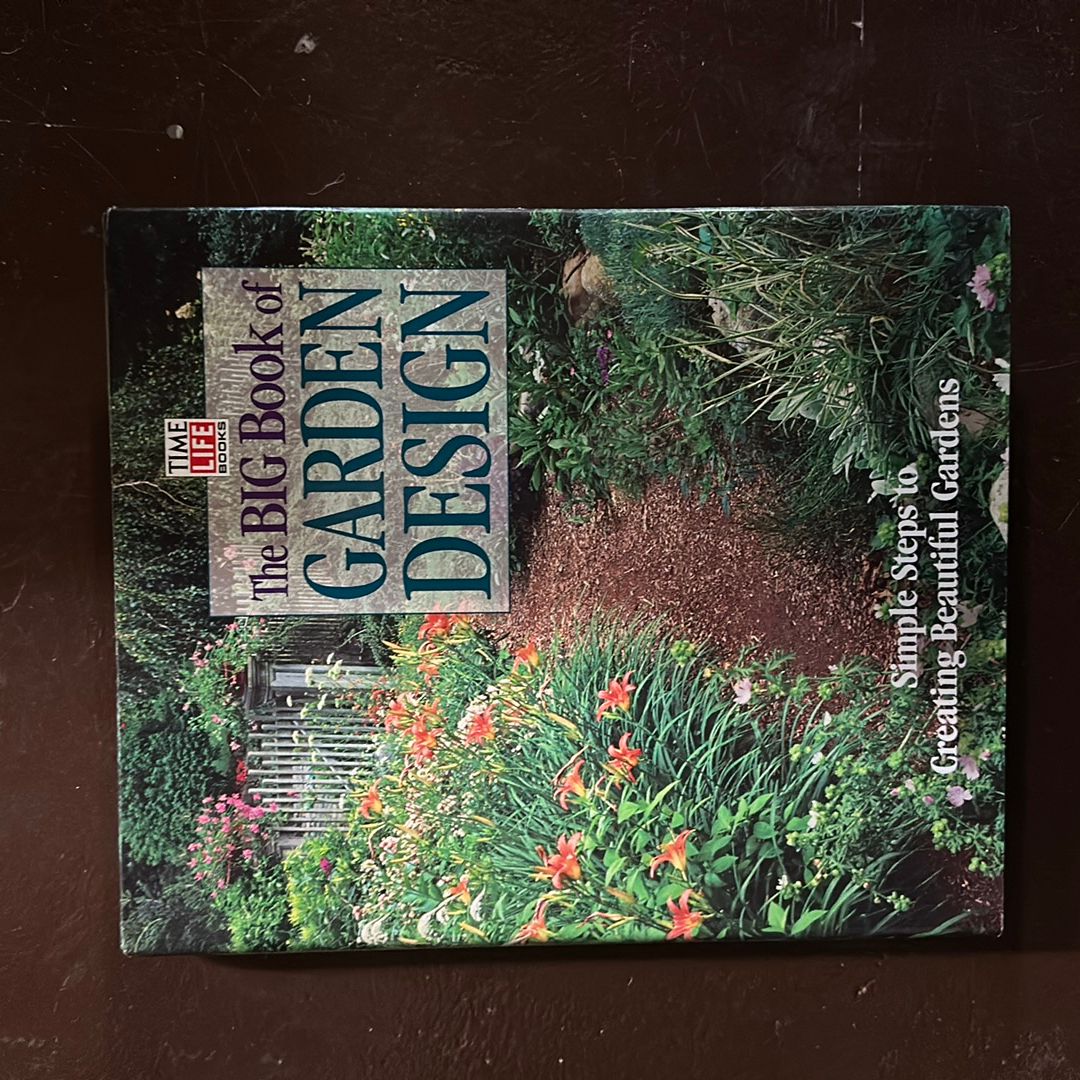 TIME
LIFE
BOOKS
The BIG Book of
GARDEN
DESIGN
Simple Steps to
Creating Beautiful Gardens